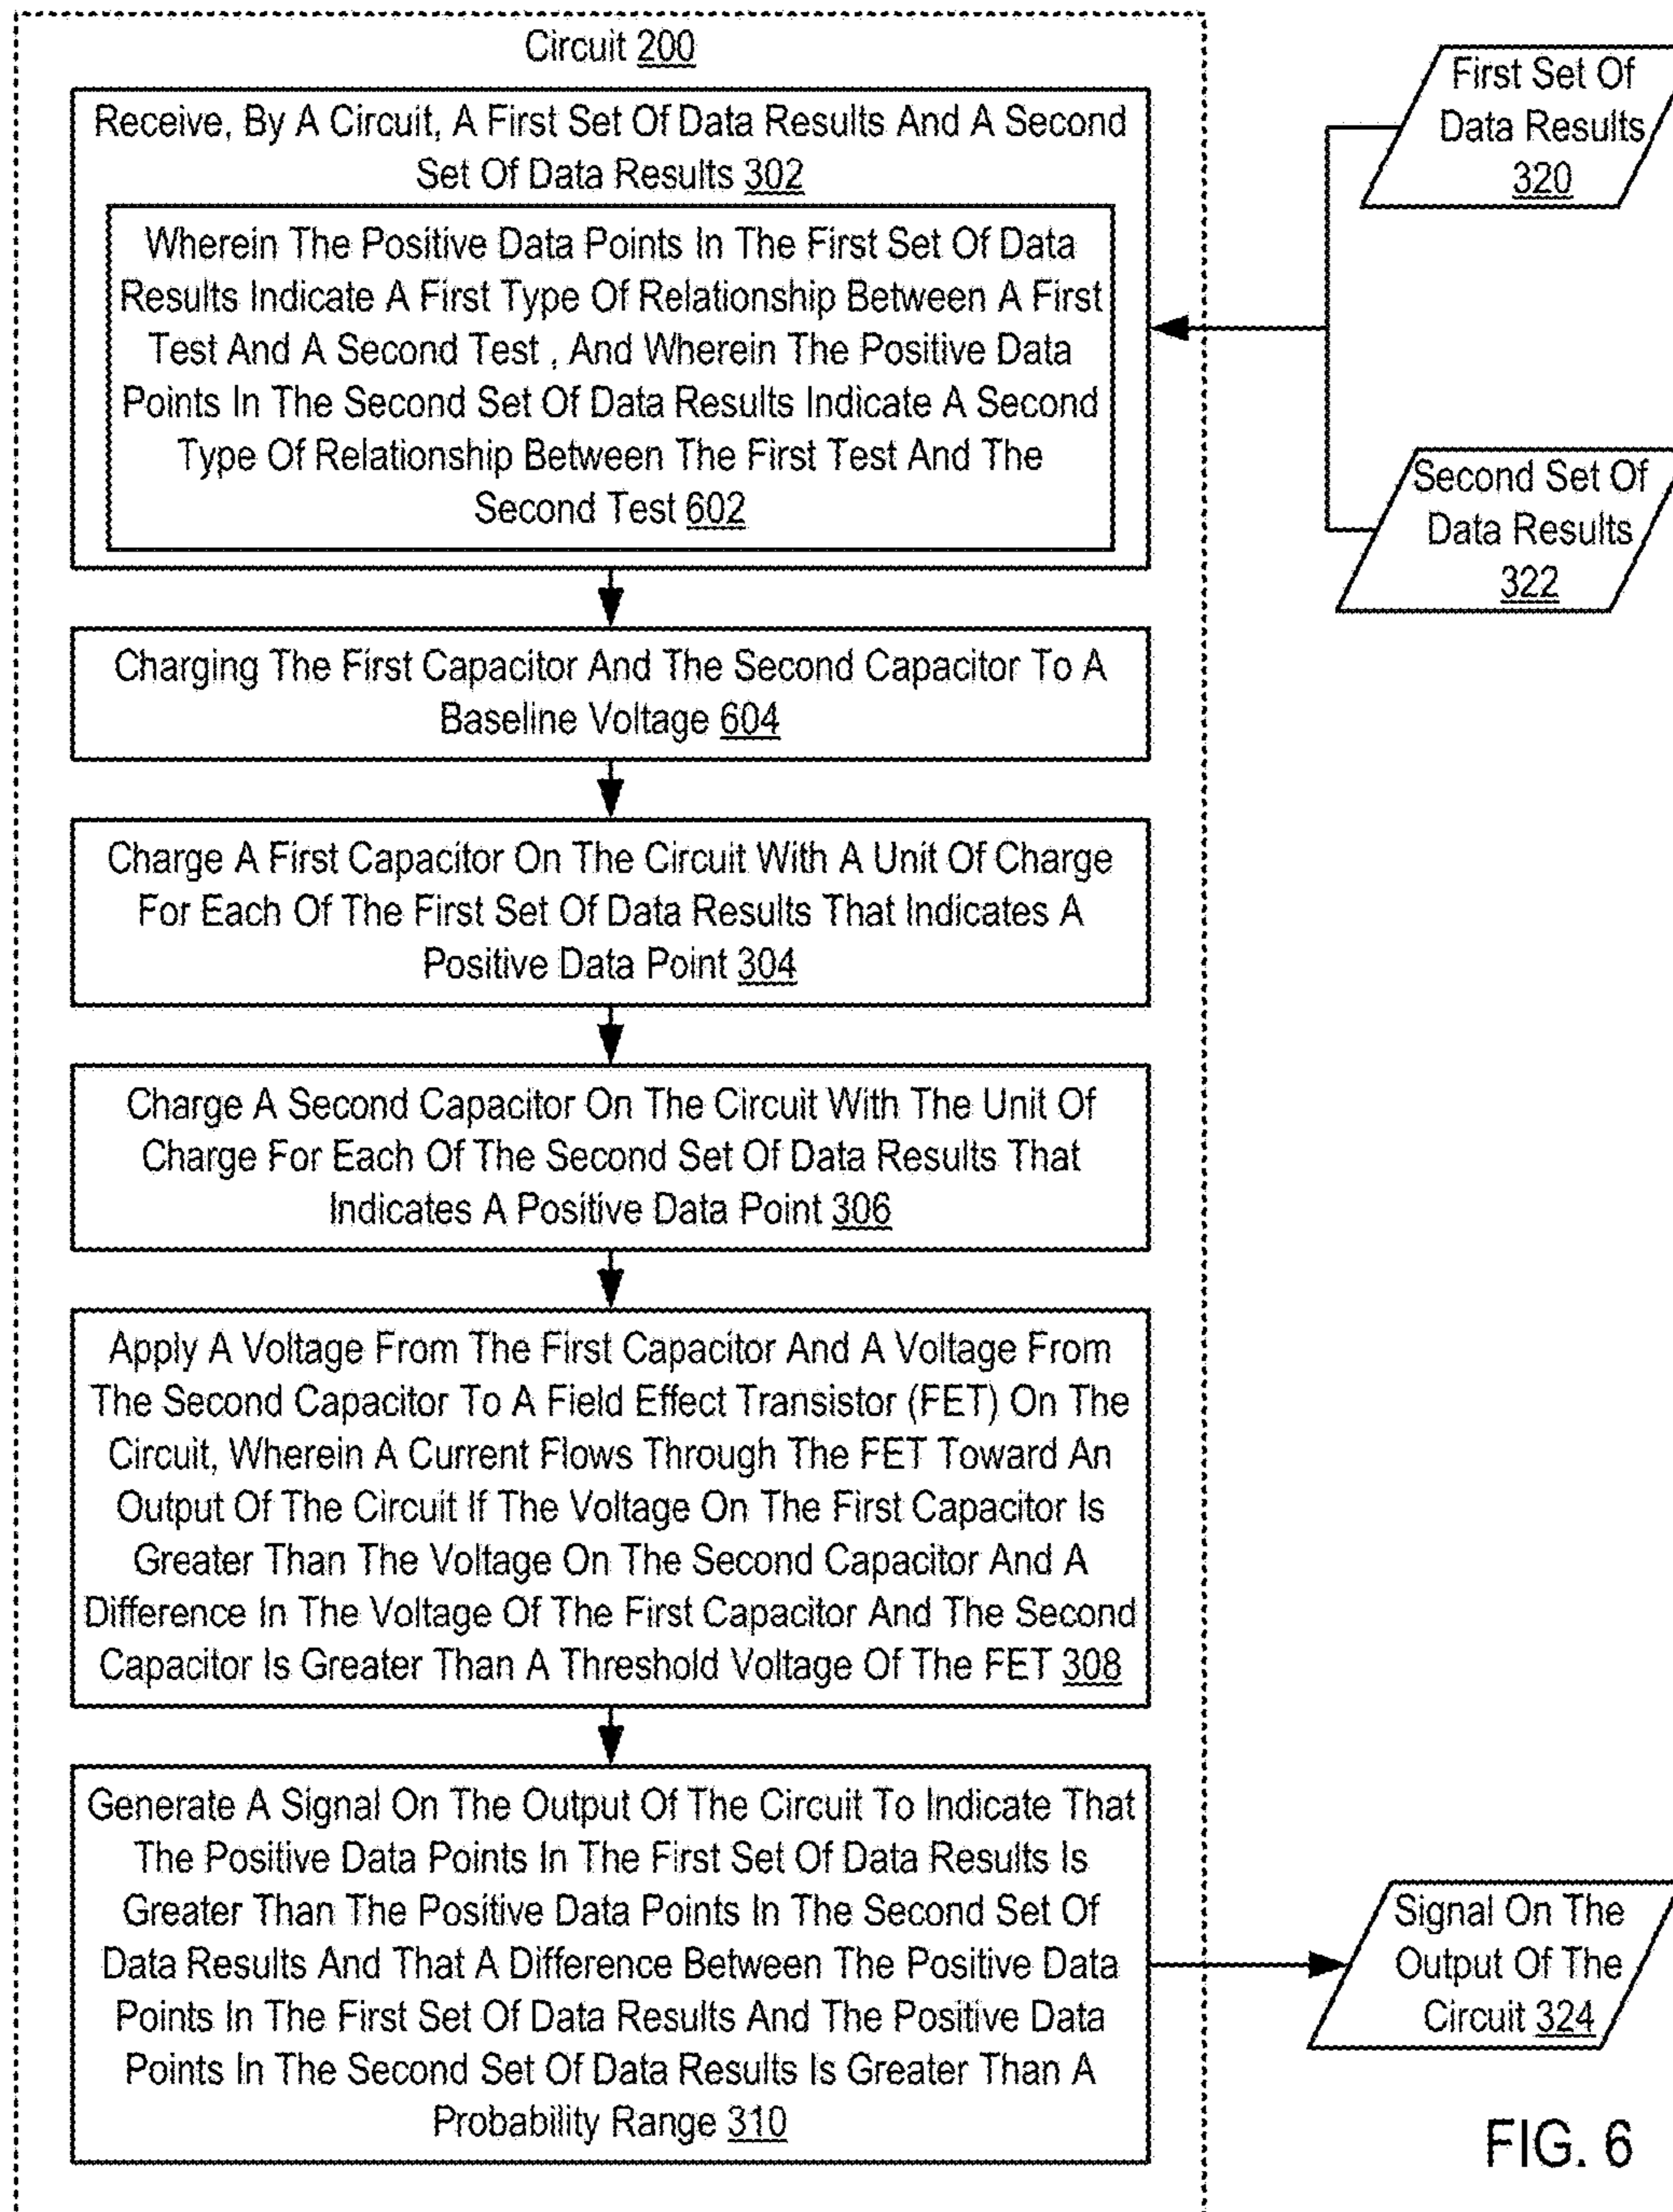 Circuit 200
Receive, By A Circuit, A First Set Of Data Results And A Second
Set Of Data Results 302
Wherein The Positive Data Points In The First Set Of Data
Results Indicate A First Type Of Relationship Between A First
Test And A Second Test , And Wherein The Positive Data
Points In The Second Set Of Data Results Indicate A Second
Type Of Relationship Between The First Test And The
Second Test 602
First Set Of
Data Results
320
Second Set Of
Data Results
322
Charging The First Capacitor And The Second Capacitor To A
Baseline Voltage 604
Charge A First Capacitor On The Circuit With A Unit Of Charge
For Each Of The First Set Of Data Results That Indicates A
Positive Data Point 304
Charge A Second Capacitor On The Circuit With The Unit Of
Charge For Each Of The Second Set Of Data Results That
Indicates A Positive Data Point 306
Apply A Voltage From The First Capacitor And A Voltage From
The Second Capacitor To A Field Effect Transistor (FET) On The
Circuit, Wherein A Current Flows Through The FET Toward An
Output Of The Circuit If The Voltage On The First Capacitor Is
Greater Than The Voltage On The Second Capacitor And A
Difference In The Voltage Of The First Capacitor And The Second
Capacitor Is Greater Than A Threshold Voltage Of The FET 308
Generate A Signal On The Output Of The Circuit To Indicate That
The Positive Data Points In The First Set Of Data Results Is
Greater Than The Positive Data Points In The Second Set Of
Data Results And That A Difference Between The Positive Data
Points In The First Set Of Data Results And The Positive Data
Points In The Second Set Of Data Results Is Greater Than A
Probability Range 310
Signal On The
Output Of The
Circuit 324
FIG. 6